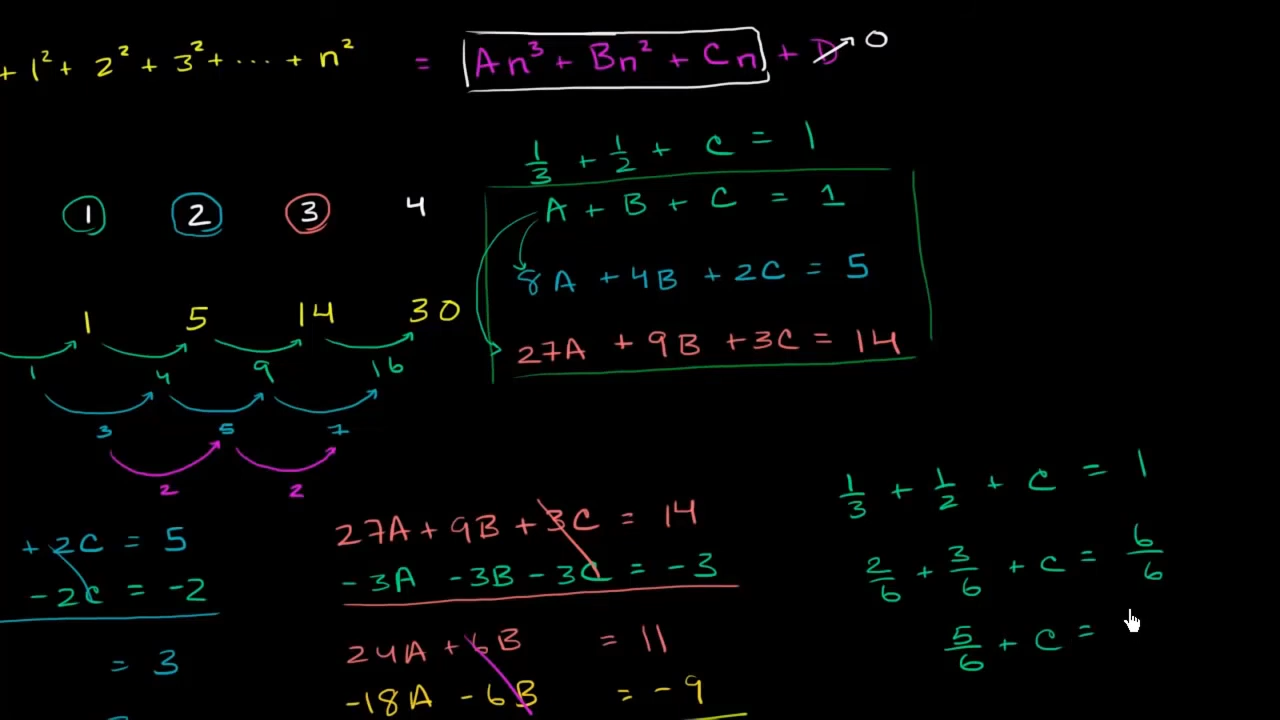 + 1² + 2² + 3² + ⋯ + n² = An³ + Bn² + Cn + D → 0
1/3 + 1/2 + C = 1
1 2 3 4
A + B + C = 1
8A + 4B + 2C = 5
1 5 14 30
27A + 9B + 3C = 14
1 4 9 16
3 5 7
2 2
+ 2C = 5
- 2C = -2
= 3
27A + 9B + 3C = 14
-3A - 3B - 3C = -3
24A + 6B = 11
-18A - 6B = -9
1/3 + 1/2 + C = 1
2/6 + 3/6 + C = 6/6
5/6 + C =